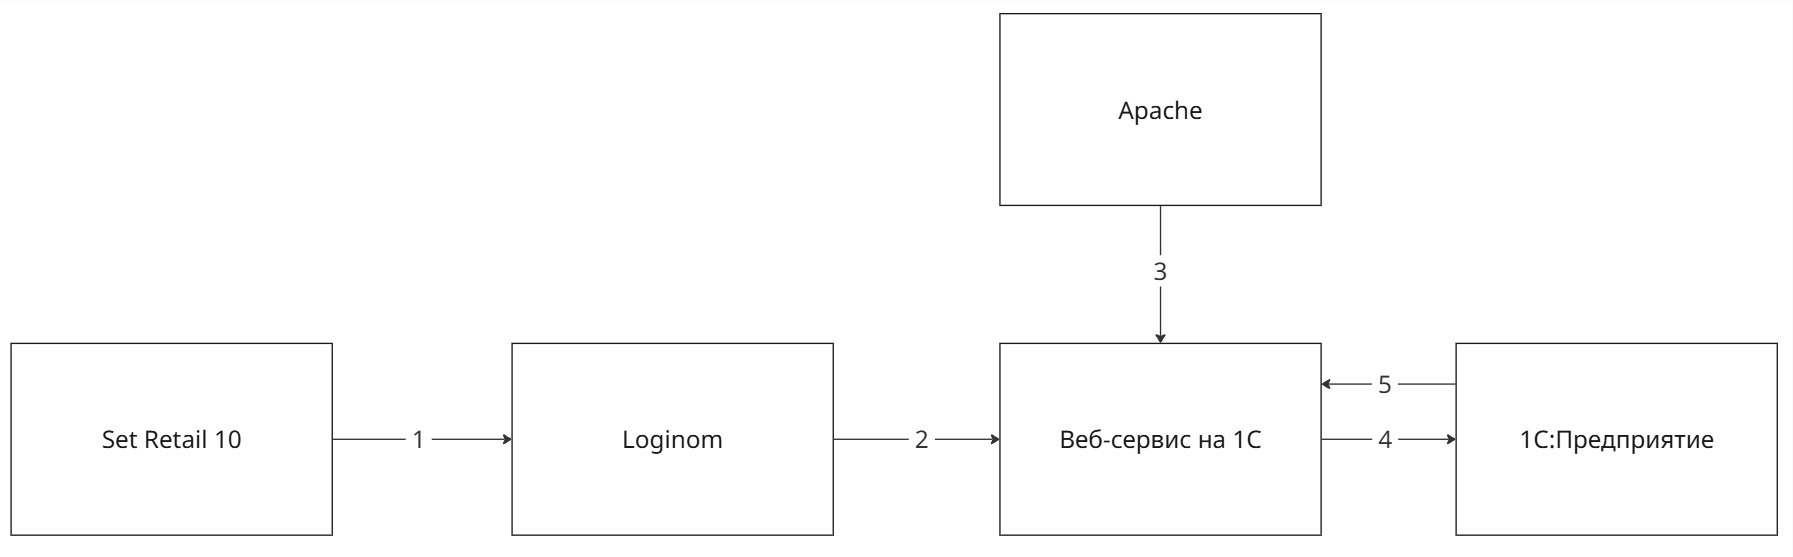 Apache
3
5
Set Retail 10
1
Loginom
2
Веб-сервис на 1С
4
1С:Предприятие